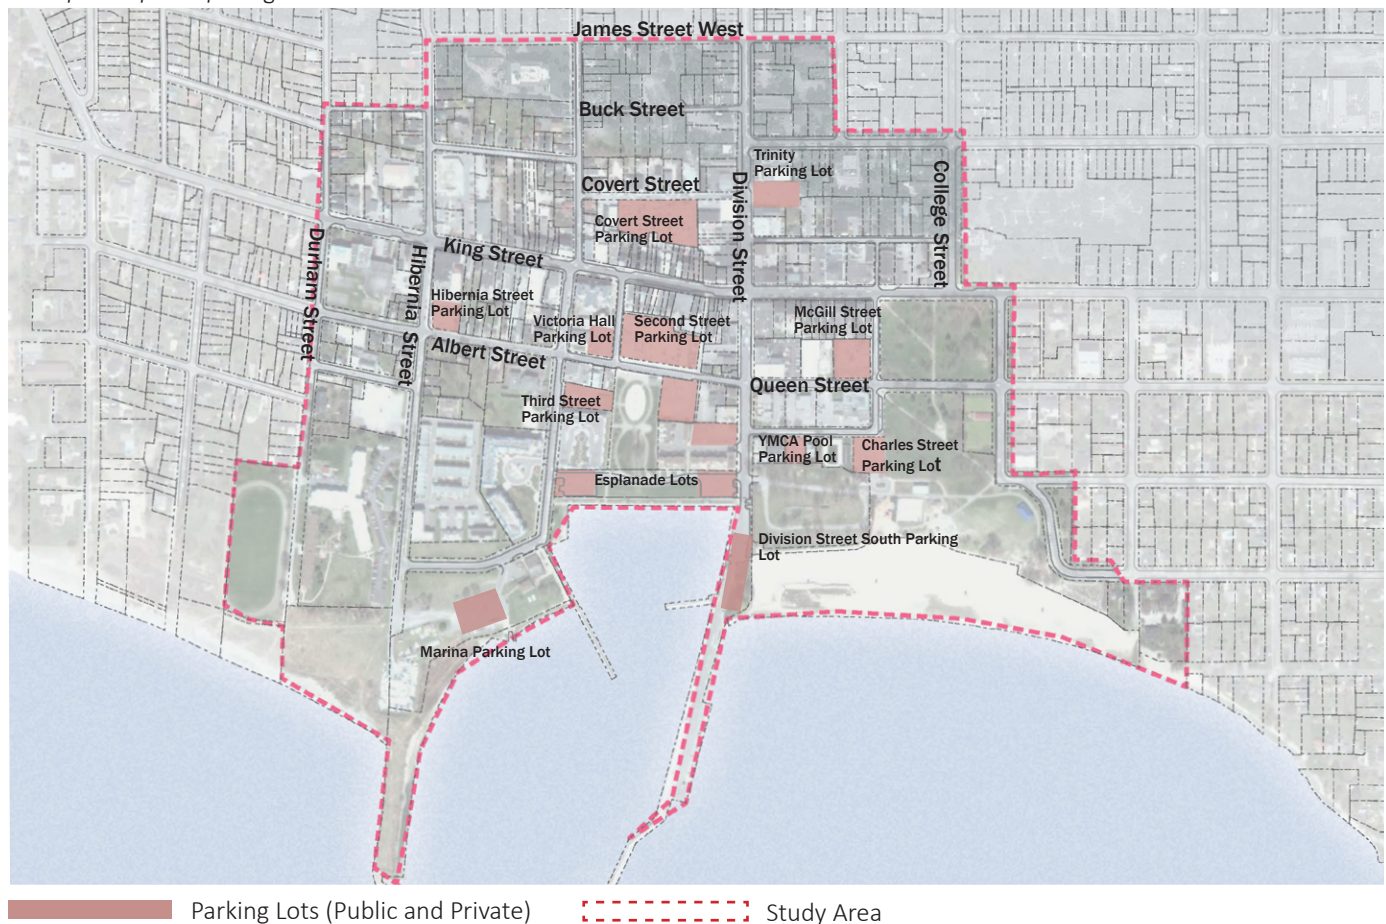 James Street West
Buck Street
Trinity
Parking Lot
Covert Street
Division Street
College Street
Covert Street
Parking Lot
Durham Street
Hibernia Street
King Street
Hibernia Street
Parking Lot
Victoria Hall
Parking Lot
Second Street
Parking Lot
McGill Street
Parking Lot
Albert Street
Queen Street
Third Street
Parking Lot
YMCA Pool
Parking Lot
Charles Street
Parking Lot
Esplanade Lots
Division Street South Parking
Lot
Marina Parking Lot
Parking Lots (Public and Private)
Study Area